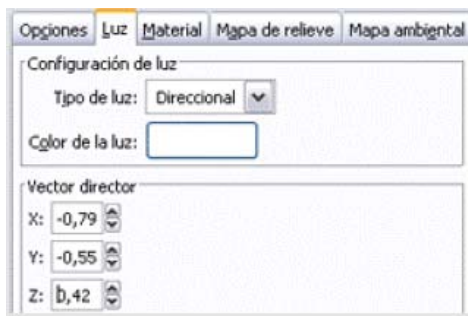 Opciones Luz Material Mapa de relieve Mapa ambiental
Configuración de luz
Tipo de luz: Direccional
Color de la luz:
Vector director
X: -0,79
Y: -0,55
Z: 0,42